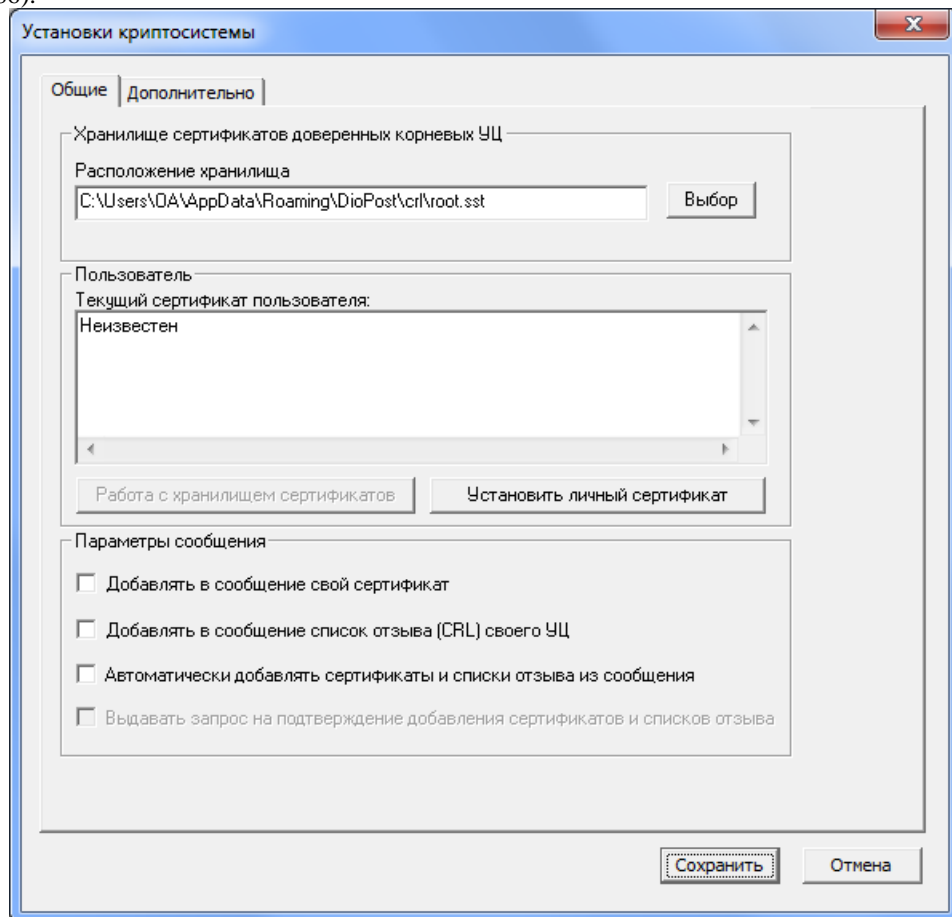 Установки криптосистемы
Общие Дополнительно
Хранилище сертификатов доверенных корневых УЦ
Расположение хранилища
C:\Users\OA\AppData\Roaming\DioPost\crl\root.sst Выбор
Пользователь
Текущий сертификат пользователя:
Неизвестен
Работа с хранилищем сертификатов Установить личный сертификат
Параметры сообщения
Добавлять в сообщение свой сертификат
Добавлять в сообщение список отзыва (CRL) своего УЦ
Автоматически добавлять сертификаты и списки отзыва из сообщения
Выдавать запрос на подтверждение добавления сертификатов и списков отзыва
Сохранить Отмена